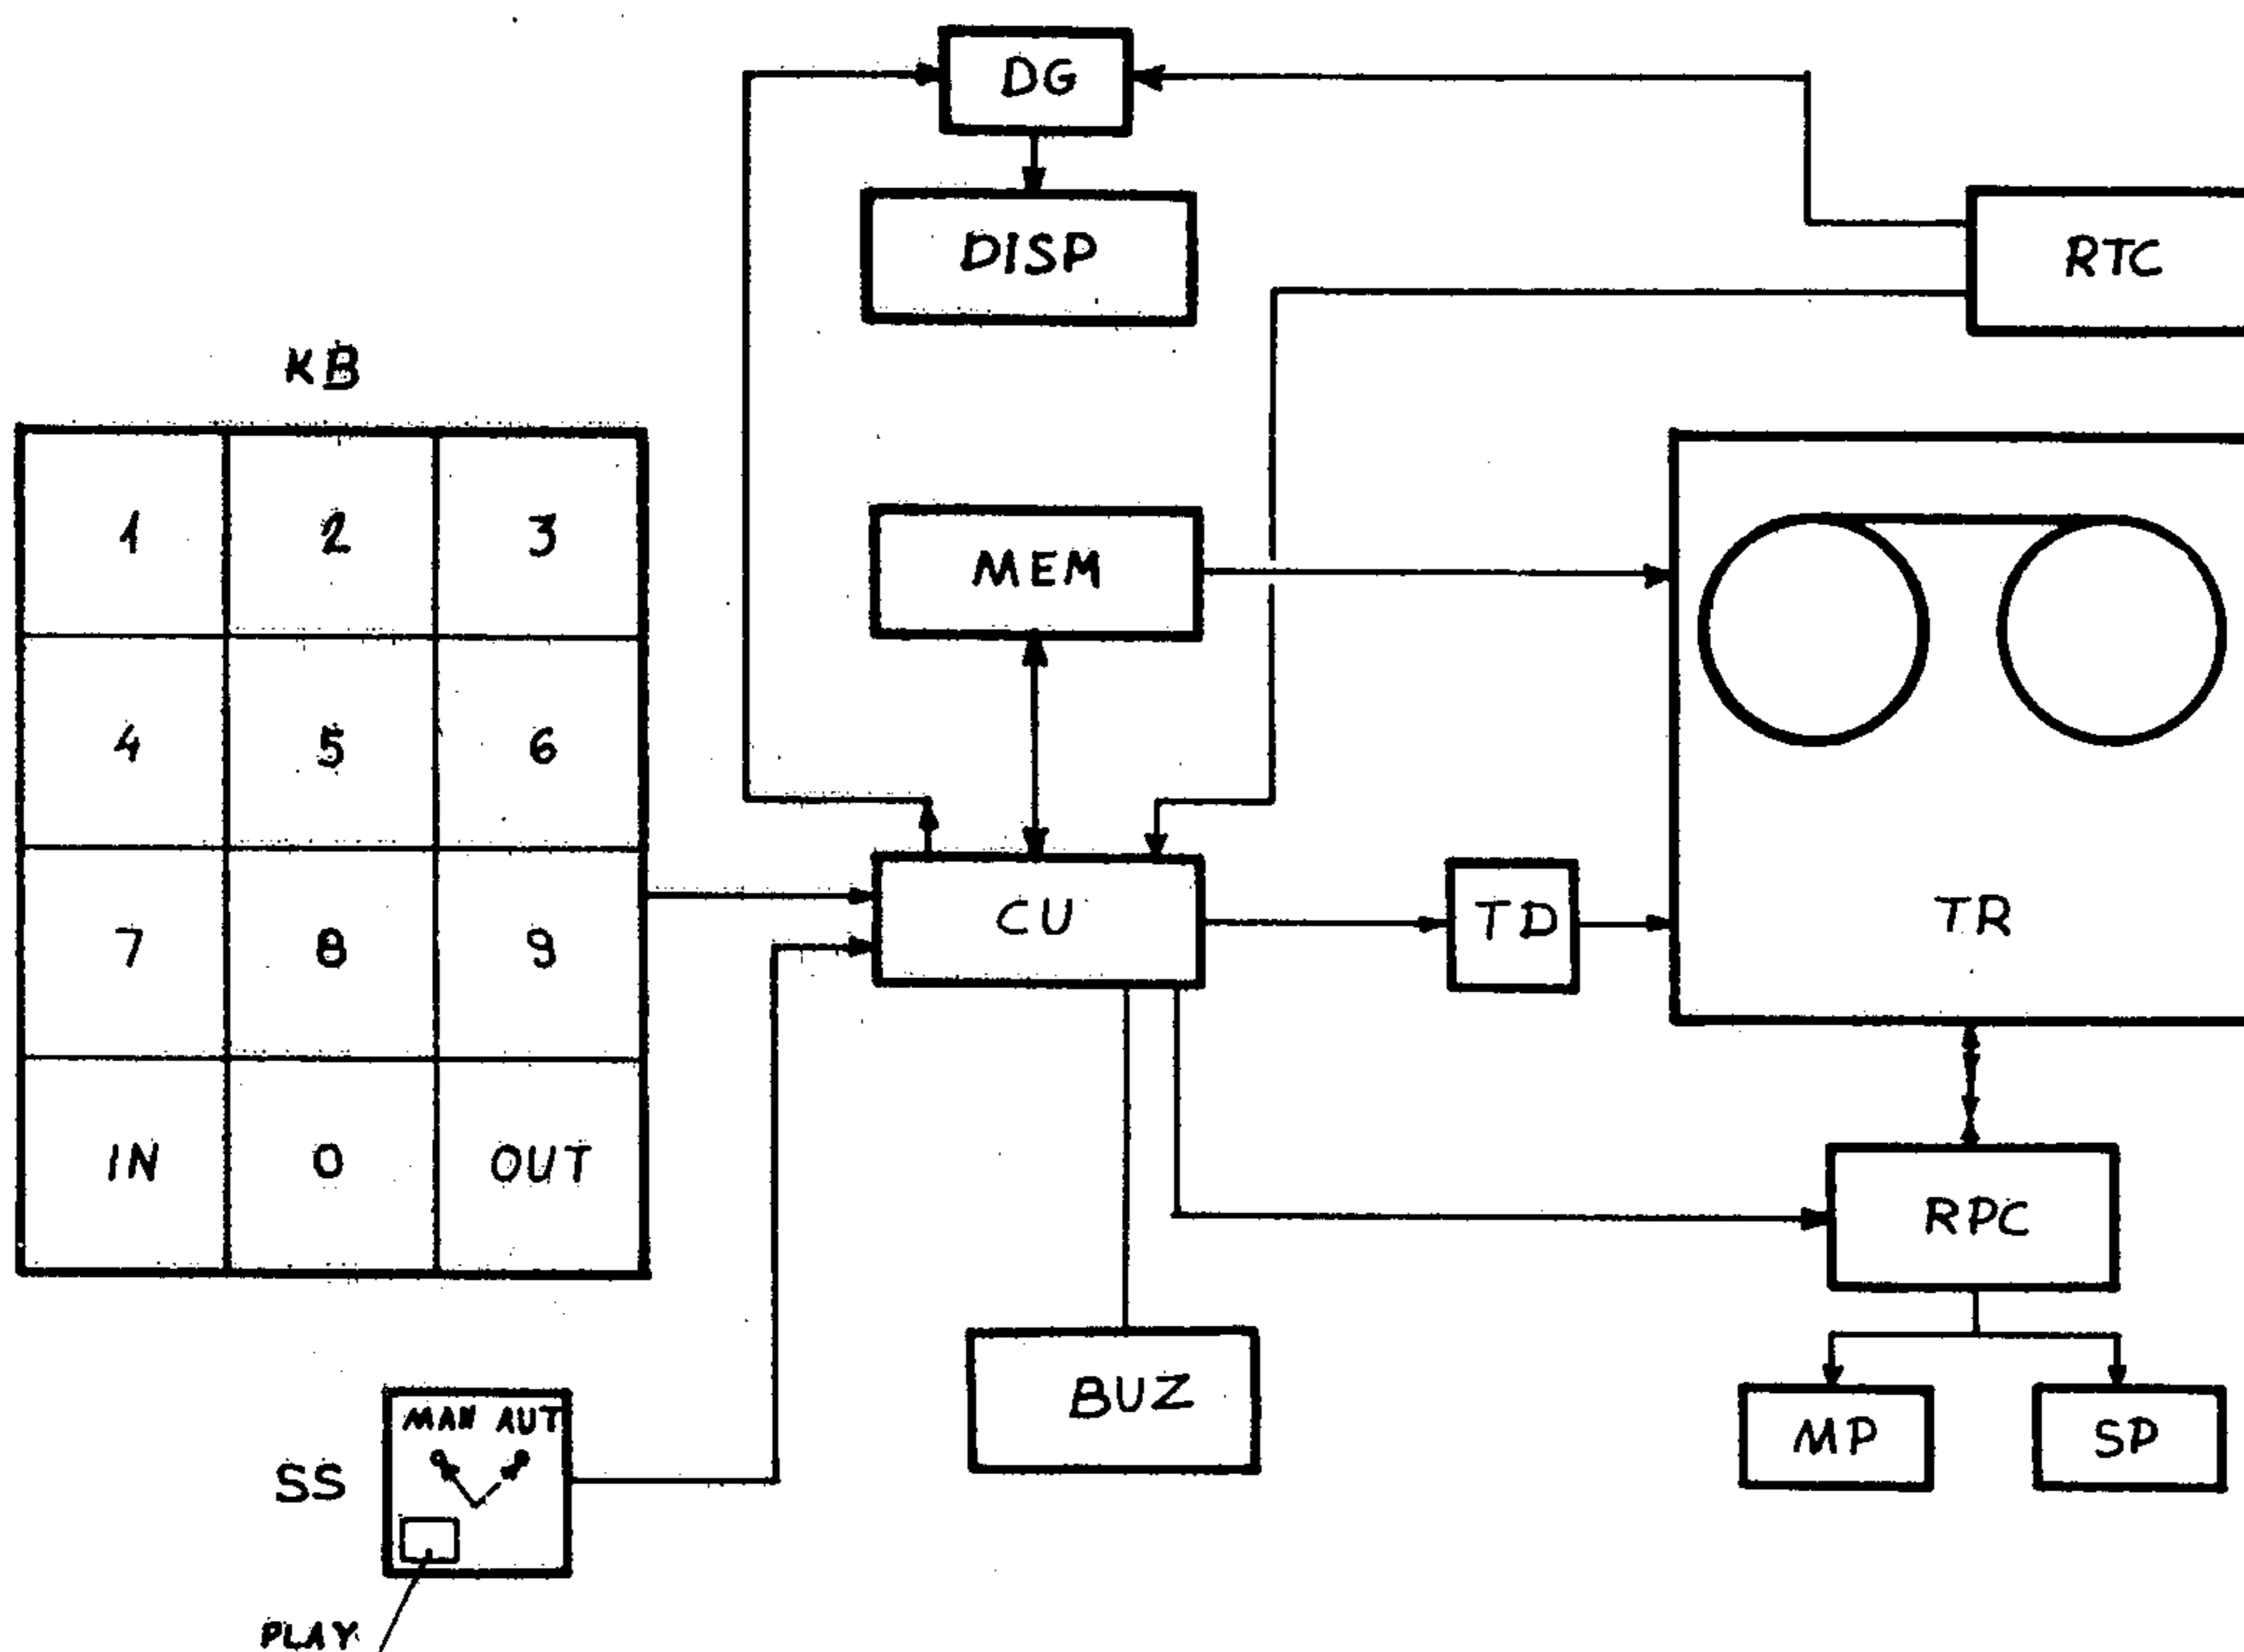 DG
DISP
RTC
KB
1 2 3
MEM
4 5 6
CU
TD
TR
7 8 9
IN 0 OUT
RPC
BUZ
MP
SP
MAN AUT
SS
PLAY